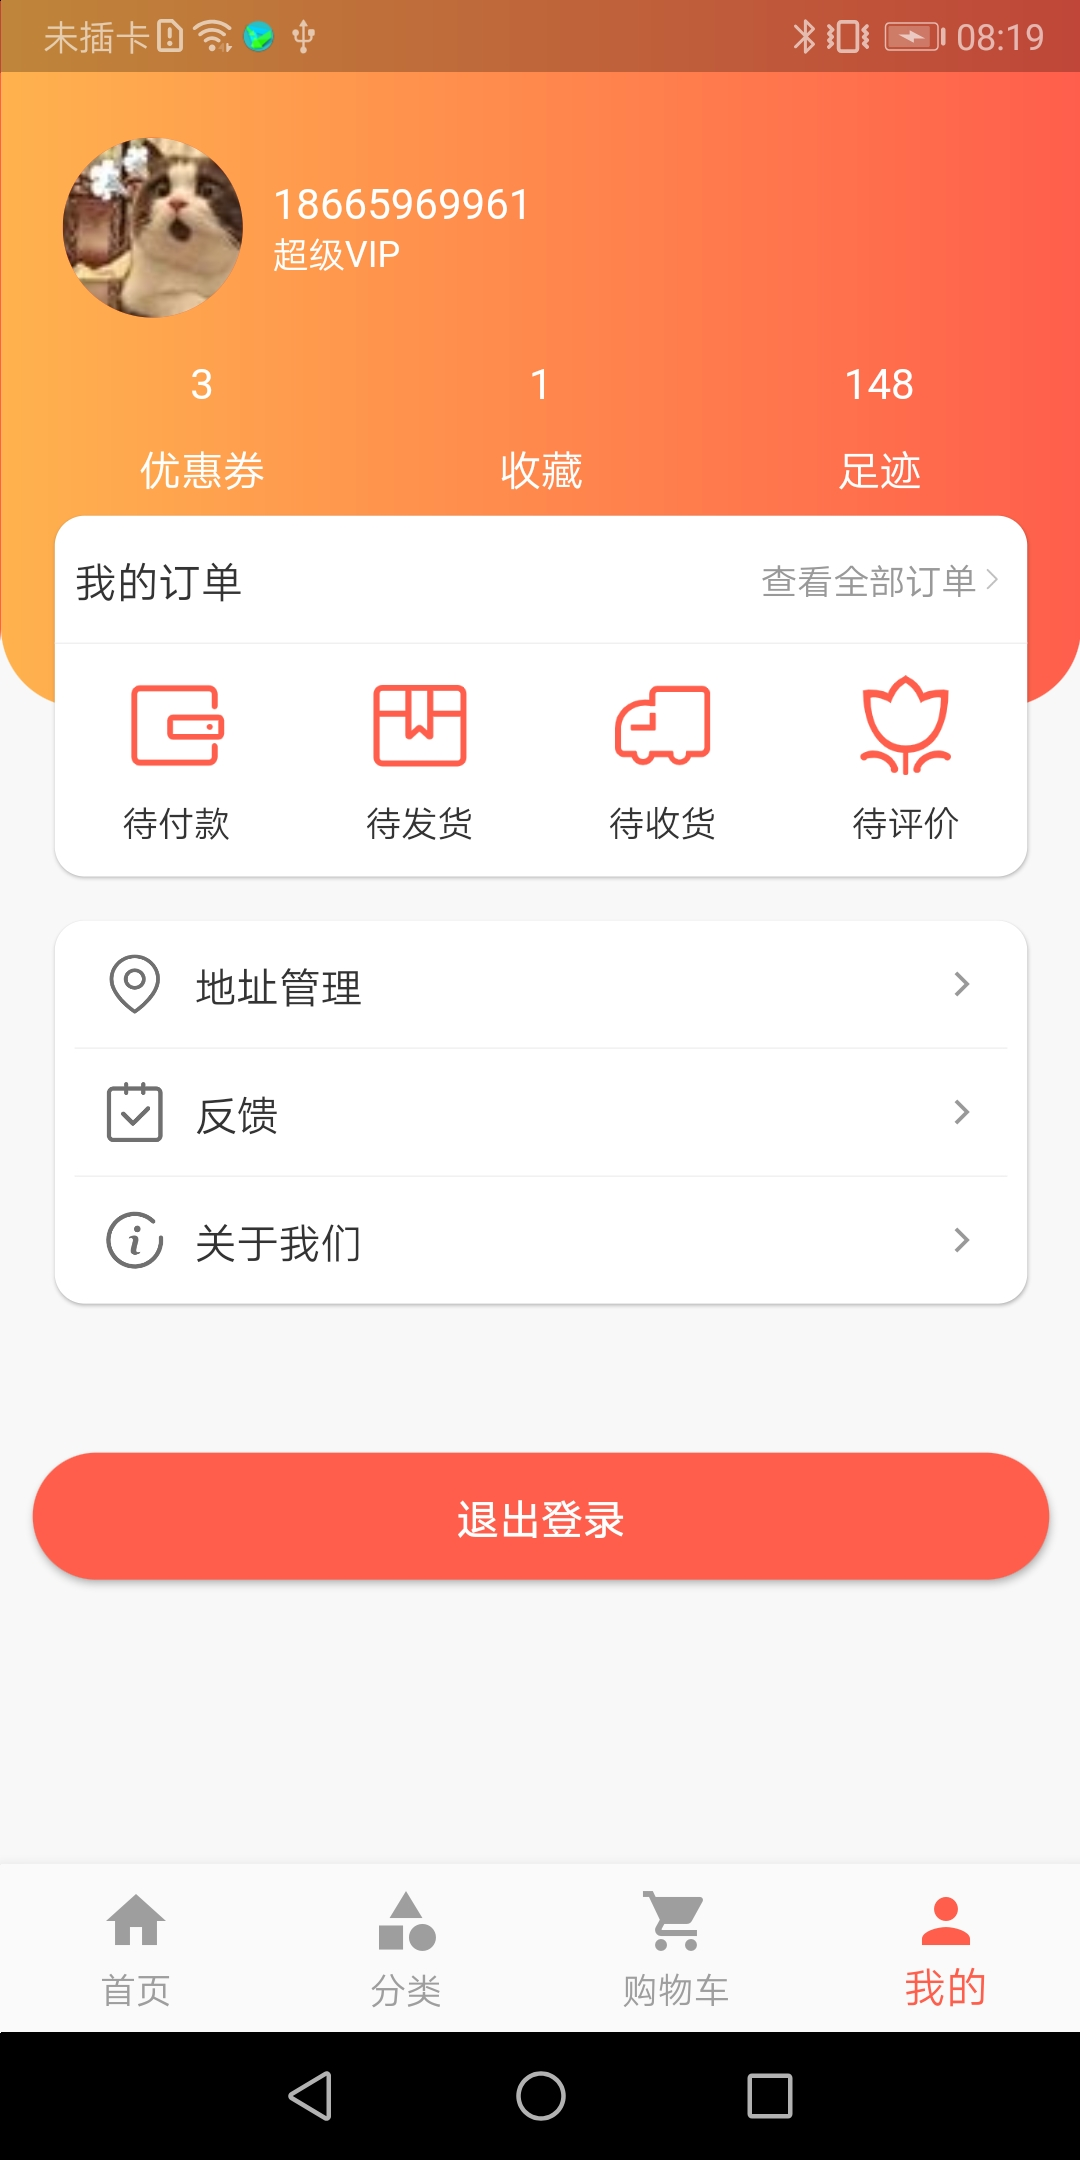 未插卡 08:19
18665969961
超级VIP
3 1 148
优惠券 收藏 足迹
我的订单 查看全部订单
待付款 待发货 待收货 待评价
地址管理
反馈
关于我们
退出登录
首页 分类 购物车 我的